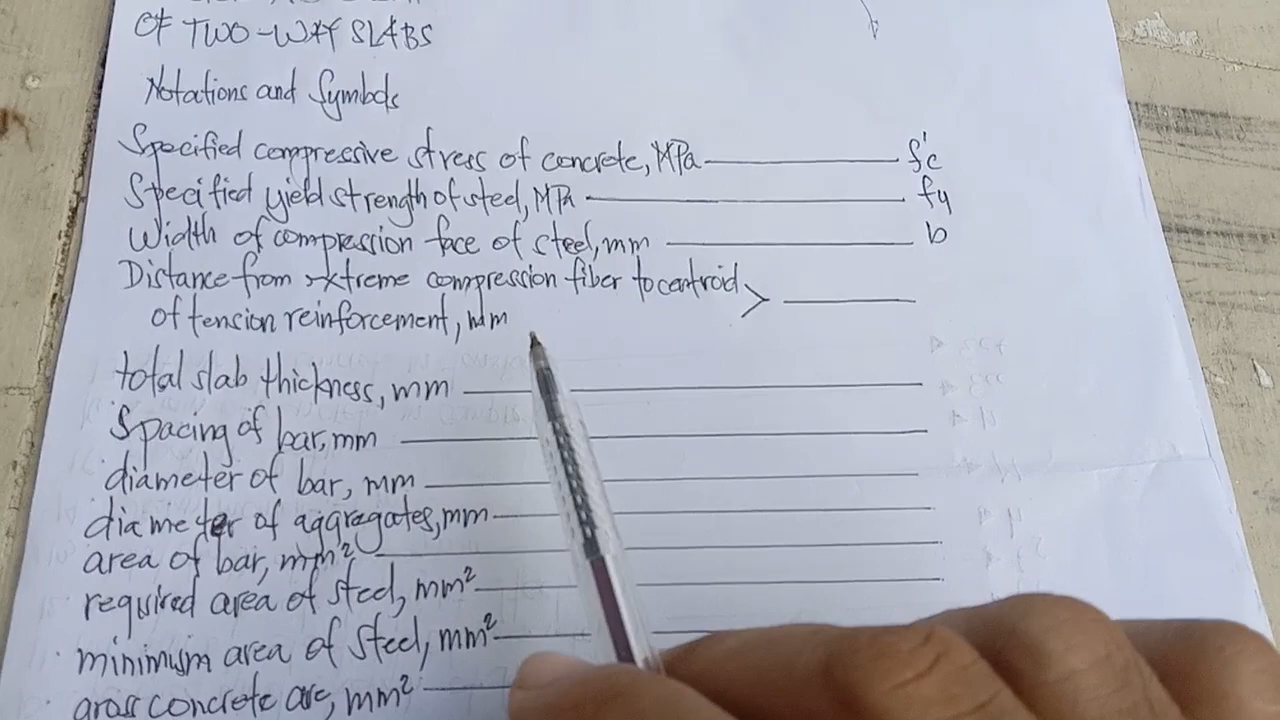 OF TWO-WAY SLABS
Notations and Symbols
Specified compressive stress of concrete, MPa f'c
Specified yield strength of steel, MPa fy
Width of compression face of steel, mm b
Distance from extreme compression fiber to centroid
of tension reinforcement, mm
total slab thickness, mm
Spacing of bar, mm
diameter of bar, mm
diameter of aggregates, mm
area of bar, mm²
required area of steel, mm²
minimum area of steel, mm²
gross concrete are, mm²